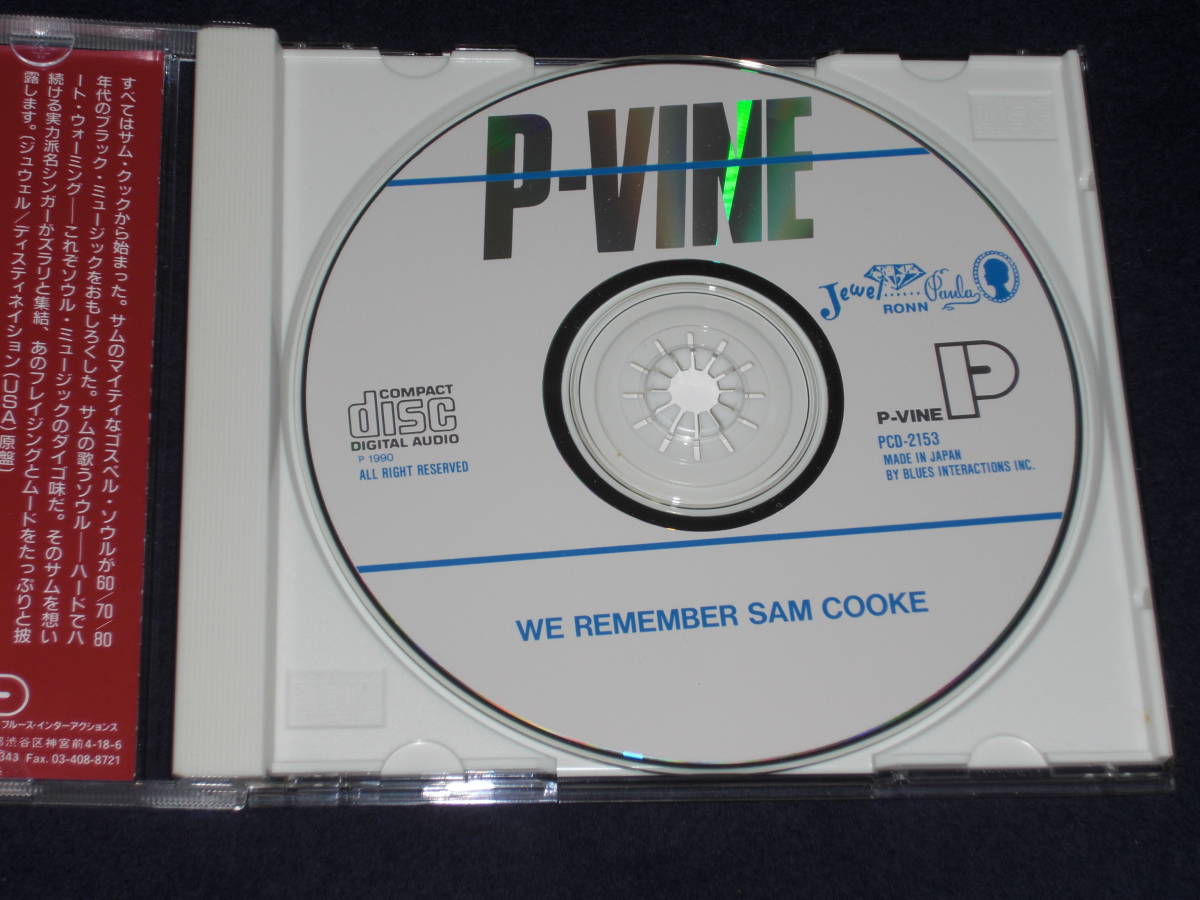 すべてはサム・クックから始まった。サムのマイティなゴスペル・ソウルが60/70/80
年代のブラック・ミュージックをおもしろくした。サムの歌うソウル──ハードでハ
ート・ウォーミング──これぞソウル・ミュージックのダイゴ味だ。そのサムを想い
続ける実力派名シンガーがズラリと集結、あのフレイジングとムードをたっぷりと披
露します。(ジュウェル/ディスティネイション(USA)原盤)
ブルース・インターアクションス
渋谷区神宮前4-18-6
343 Fax. 03-408-8721
P-VINE
Jewel
RONN
Paula
COMPACT
disc
DIGITAL AUDIO
P 1990
ALL RIGHT RESERVED
P-VINE
PCD-2153
MADE IN JAPAN
BY BLUES INTERACTIONS INC.
WE REMEMBER SAM COOKE